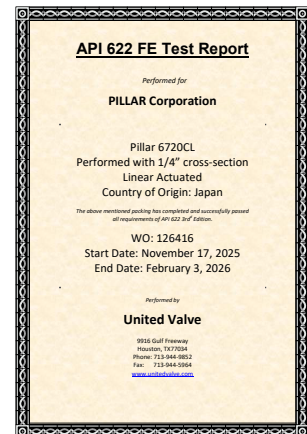 API 622 FE Test Report
Performed for
PILLAR Corporation
Pillar 6720CL
Performed with 1/4” cross-section
Linear Actuated
Country of Origin: Japan
The above mentioned packing has completed and successfully passed
all requirements of API 622 3rd Edition.
WO: 126416
Start Date: November 17, 2025
End Date: February 3, 2026
Performed by
United Valve
9916 Gulf Freeway
Houston, TX77034
Phone: 713-944-9852
Fax: 713-944-5964
www.unitedvalve.com